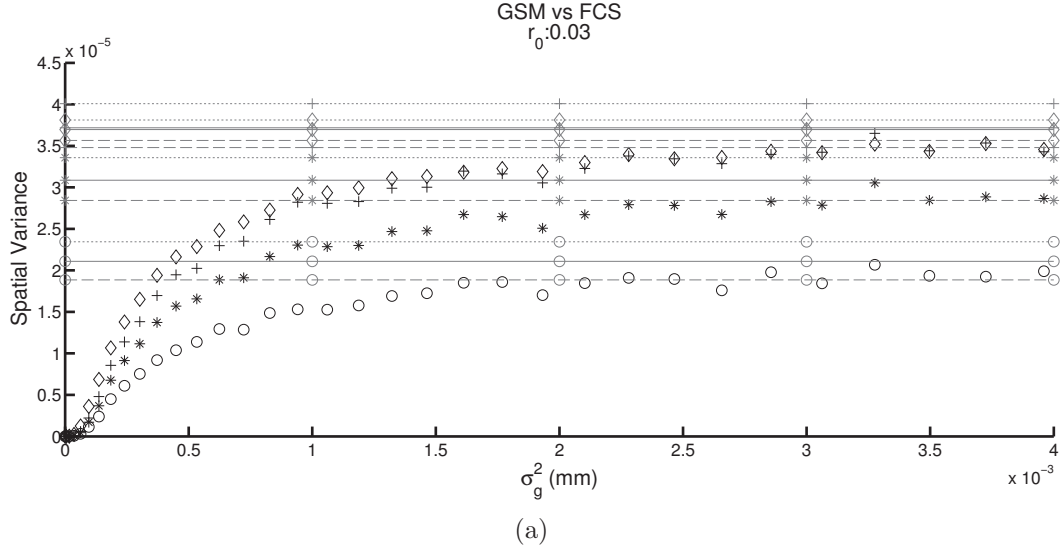 GSM vs FCS
r0:0.03
x 10-5
4.5
4
3.5
3
2.5
2
1.5
1
0.5
0
Spatial Variance
0 0.5 1 1.5 2 2.5 3 3.5 4
x 10-3
σg2 (mm)
(a)